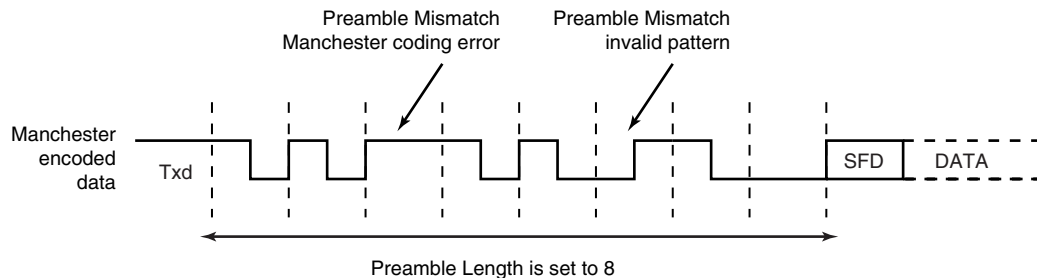 Preamble Mismatch
Manchester coding error
Preamble Mismatch
invalid pattern
Manchester
encoded
data
Txd
SFD
DATA
Preamble Length is set to 8